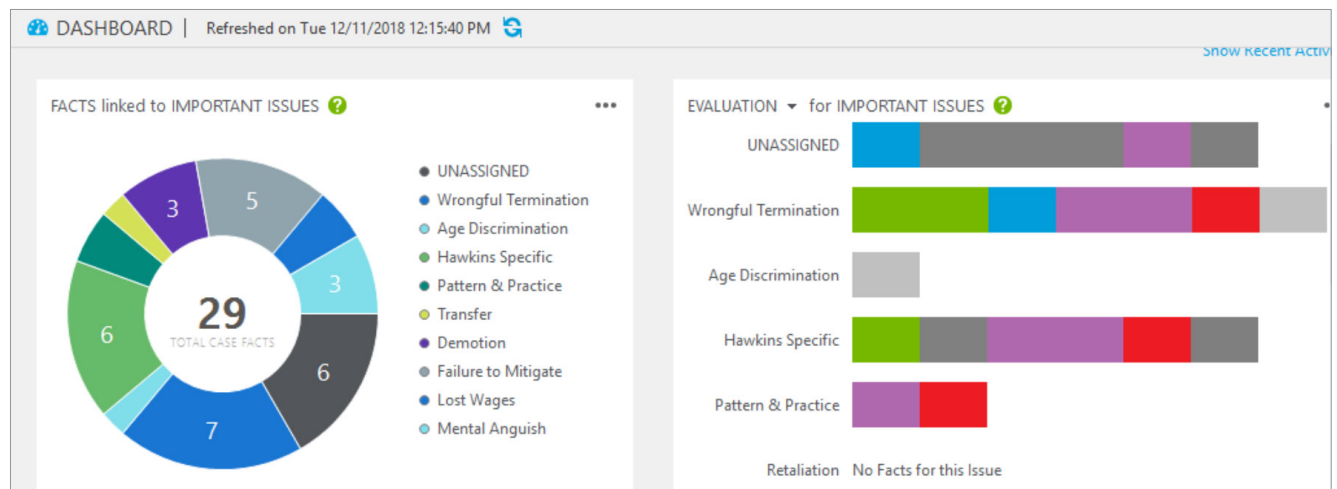 DASHBOARD | Refreshed on Tue 12/11/2018 12:15:40 PM
Show Recent Activ
FACTS linked to IMPORTANT ISSUES ?
29
TOTAL CASE FACTS
3
5
3
6
7
6
UNASSIGNED
Wrongful Termination
Age Discrimination
Hawkins Specific
Pattern & Practice
Transfer
Demotion
Failure to Mitigate
Lost Wages
Mental Anguish
EVALUATION for IMPORTANT ISSUES ?
UNASSIGNED
Wrongful Termination
Age Discrimination
Hawkins Specific
Pattern & Practice
Retaliation No Facts for this Issue